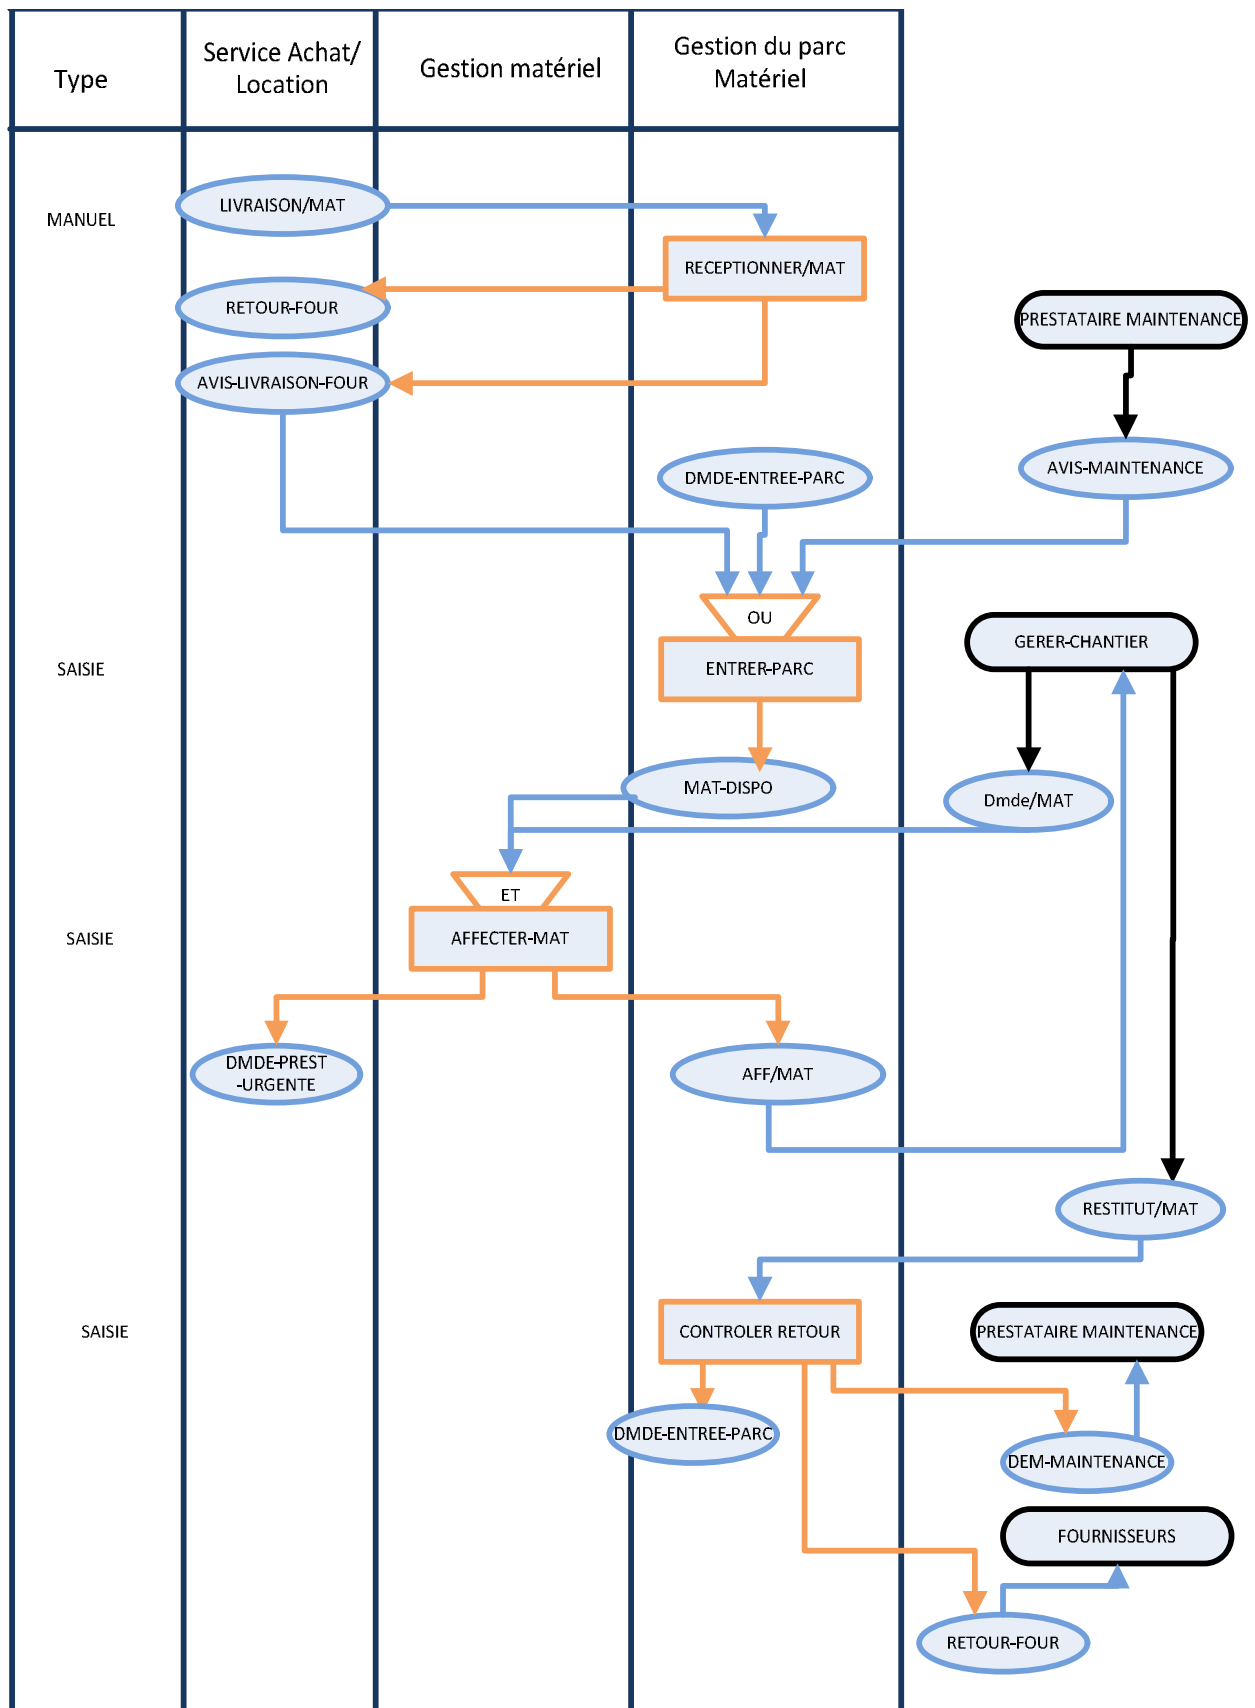 Type
Service Achat/
Location
Gestion matériel
Gestion du parc
Matériel
MANUEL
LIVRAISON/MAT
RECEPTIONNER/MAT
RETOUR-FOUR
PRESTATAIRE MAINTENANCE
AVIS-LIVRAISON-FOUR
DMDE-ENTREE-PARC
AVIS-MAINTENANCE
OU
GERER-CHANTIER
SAISIE
ENTRER-PARC
MAT-DISPO
Dmde/MAT
ET
SAISIE
AFFECTER-MAT
DMDE-PREST
-URGENTE
AFF/MAT
RESTITUT/MAT
SAISIE
CONTROLER RETOUR
PRESTATAIRE MAINTENANCE
DMDE-ENTREE-PARC
DEM-MAINTENANCE
FOURNISSEURS
RETOUR-FOUR